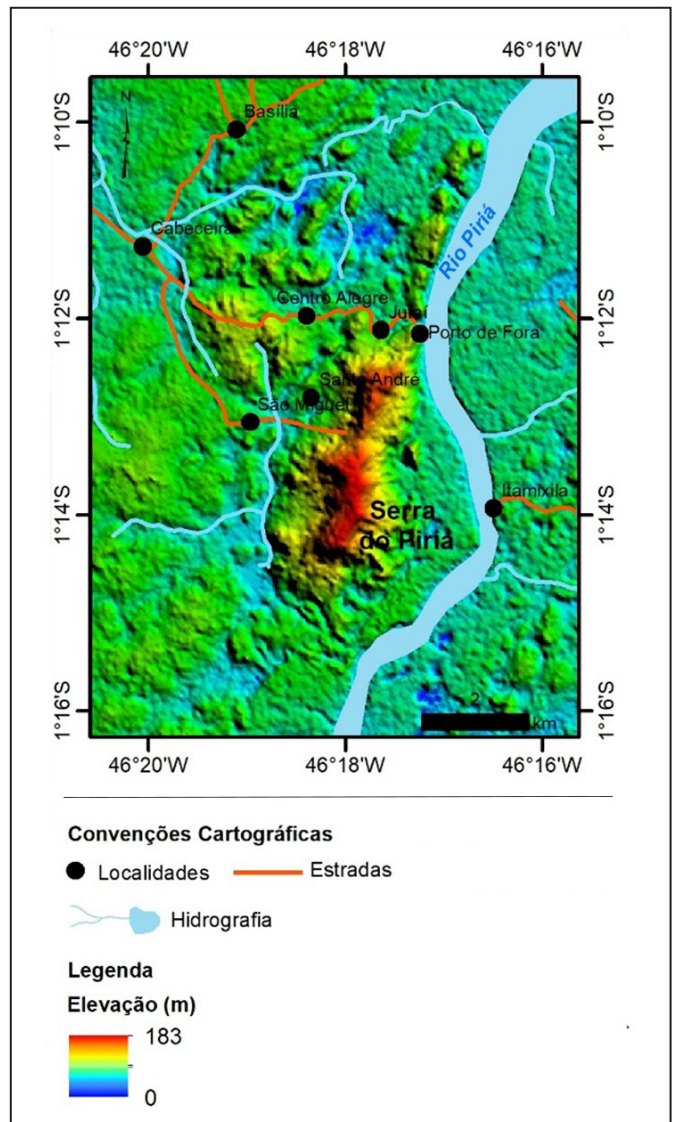 46°20'W 46°18'W 46°16'W
1°10'S 1°10'S
N
Basília
Cabeceira
Rio Piriá
1°12'S 1°12'S
Centro Alegre
Jutaí
Porto de Fora
Santo André
São Miguel
Itamixila
1°14'S 1°14'S
Serra
do Piriá
1°16'S 1°16'S
2
km
46°20'W 46°18'W 46°16'W
Convenções Cartográficas
Localidades Estradas
Hidrografia
Legenda
Elevação (m)
183
0